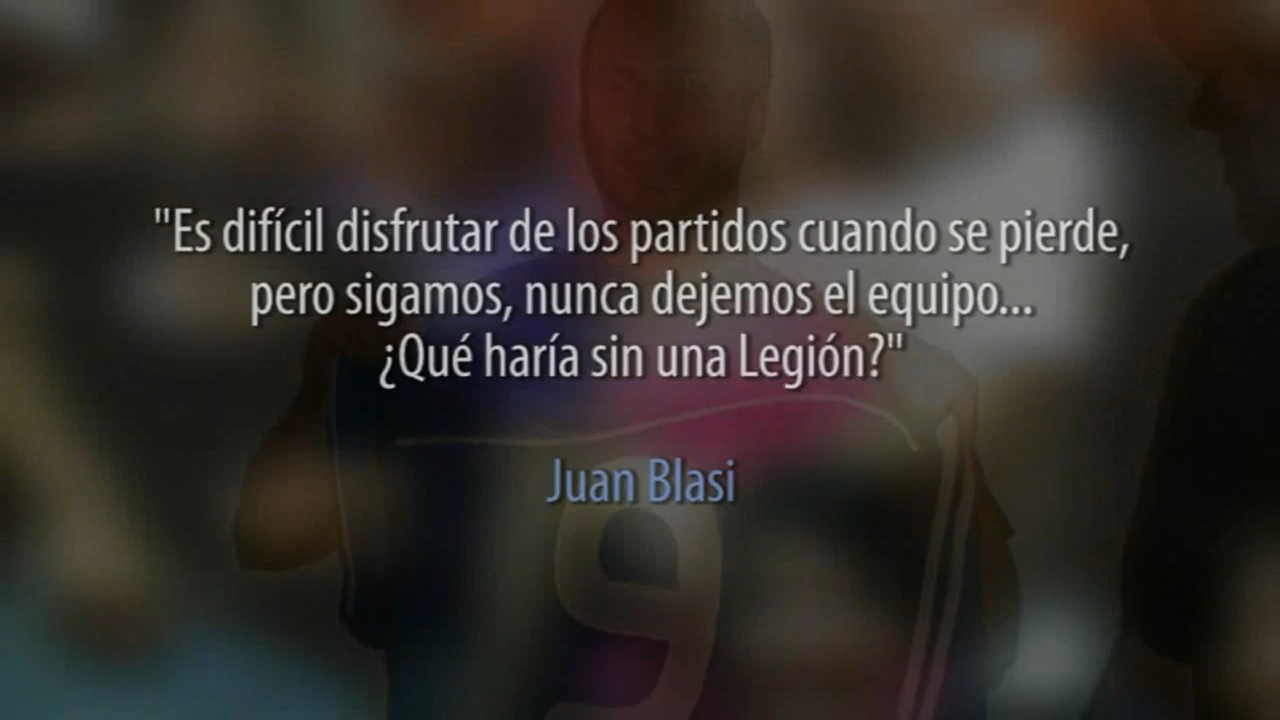 "Es difícil disfrutar de los partidos cuando se pierde,
pero sigamos, nunca dejemos el equipo...
¿Qué haría sin una Legión?"
Juan Blasi
9